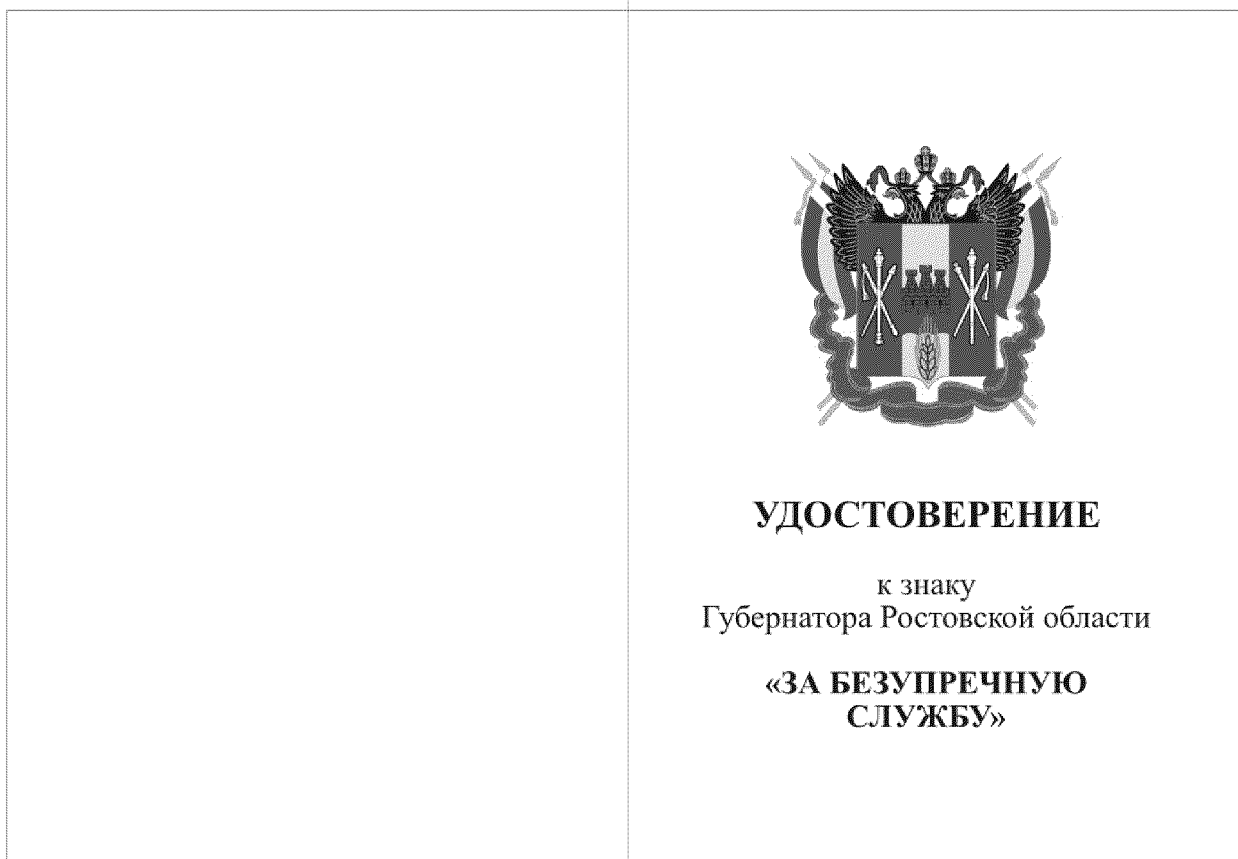 УДОСТОВЕРЕНИЕ
к знаку
Губернатора Ростовской области
«ЗА БЕЗУПРЕЧНУЮ
СЛУЖБУ»